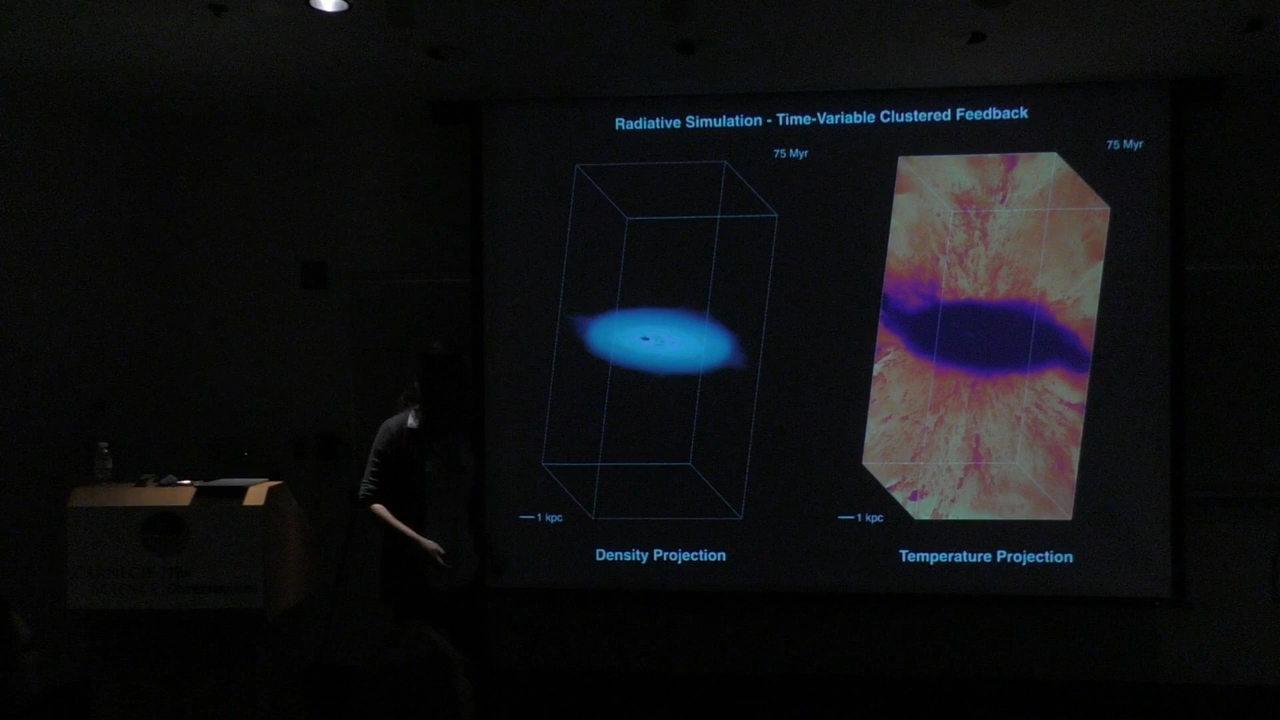 Radiative Simulation - Time-Variable Clustered Feedback
75 Myr
75 Myr
1 kpc
1 kpc
Density Projection
Temperature Projection